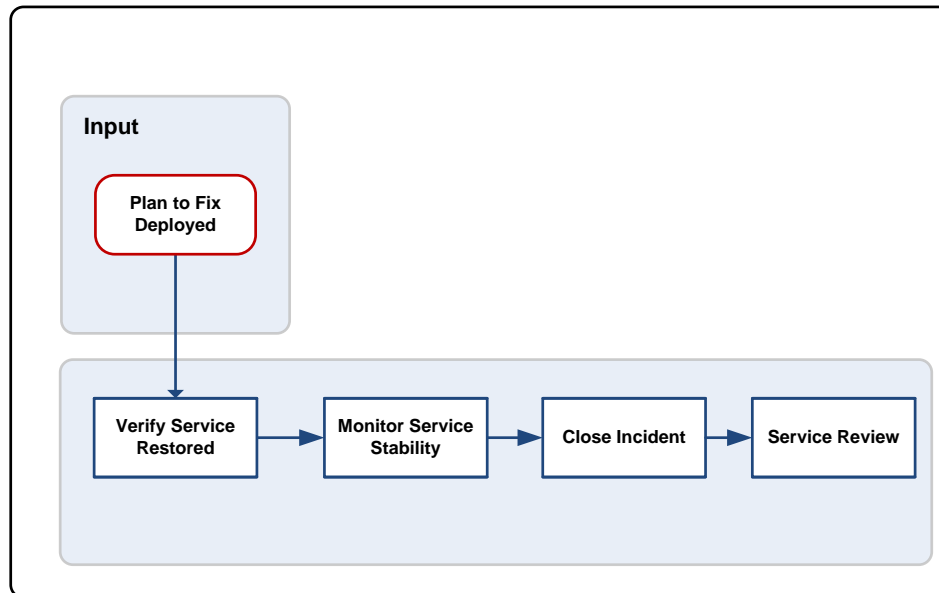 Input
Plan to Fix
Deployed
Verify Service
Restored
Monitor Service
Stability
Close Incident
Service Review